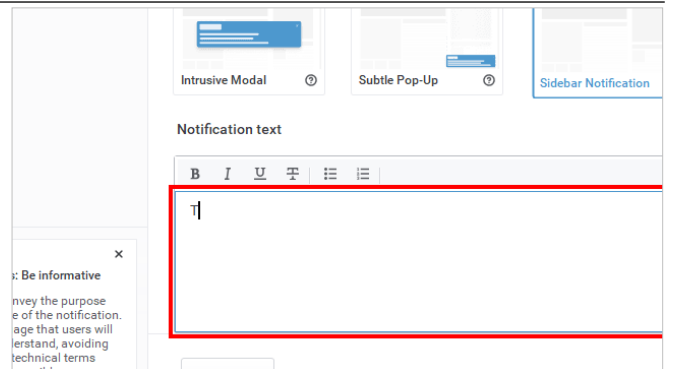 Intrusive Modal
Subtle Pop-Up
Sidebar Notification
Notification text
B I U T
T
: Be informative
nvey the purpose
e of the notification.
age that users will
lerstand, avoiding
technical terms